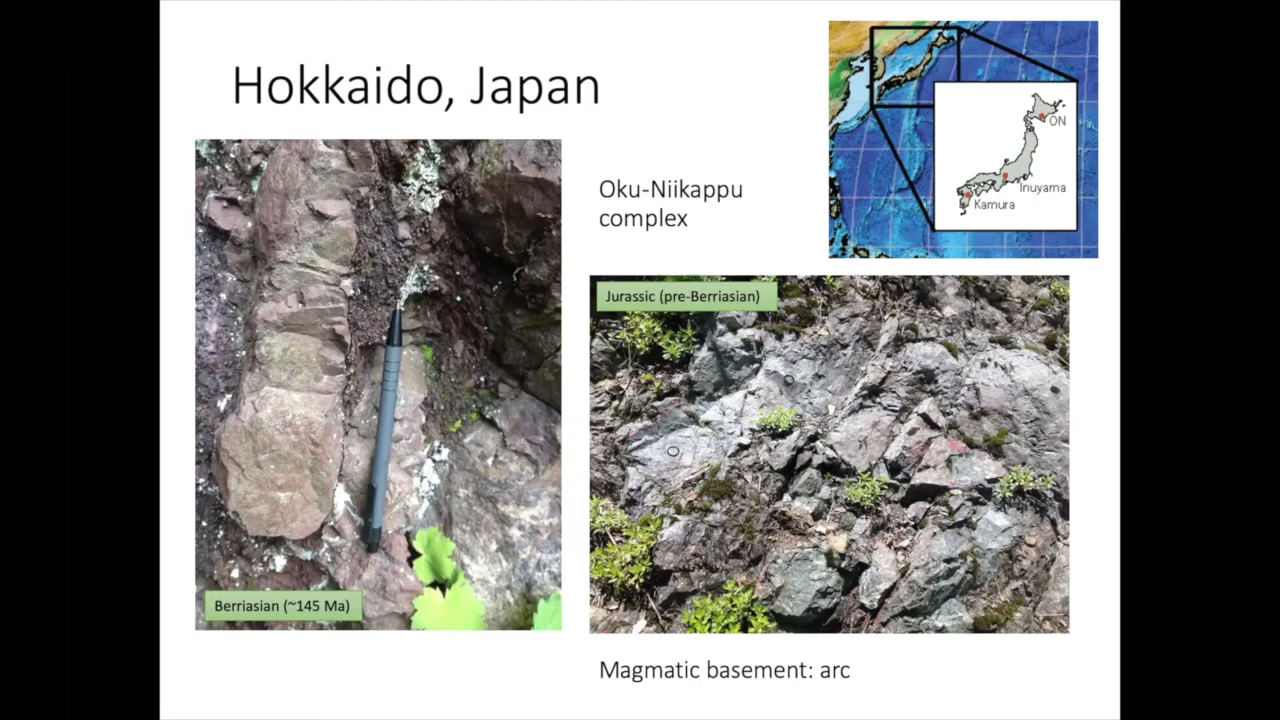 Hokkaido, Japan
Oku-Niikappu
complex
ON
Inuyama
Kamura
Jurassic (pre-Berriasian)
Berriasian (~145 Ma)
Magmatic basement: arc